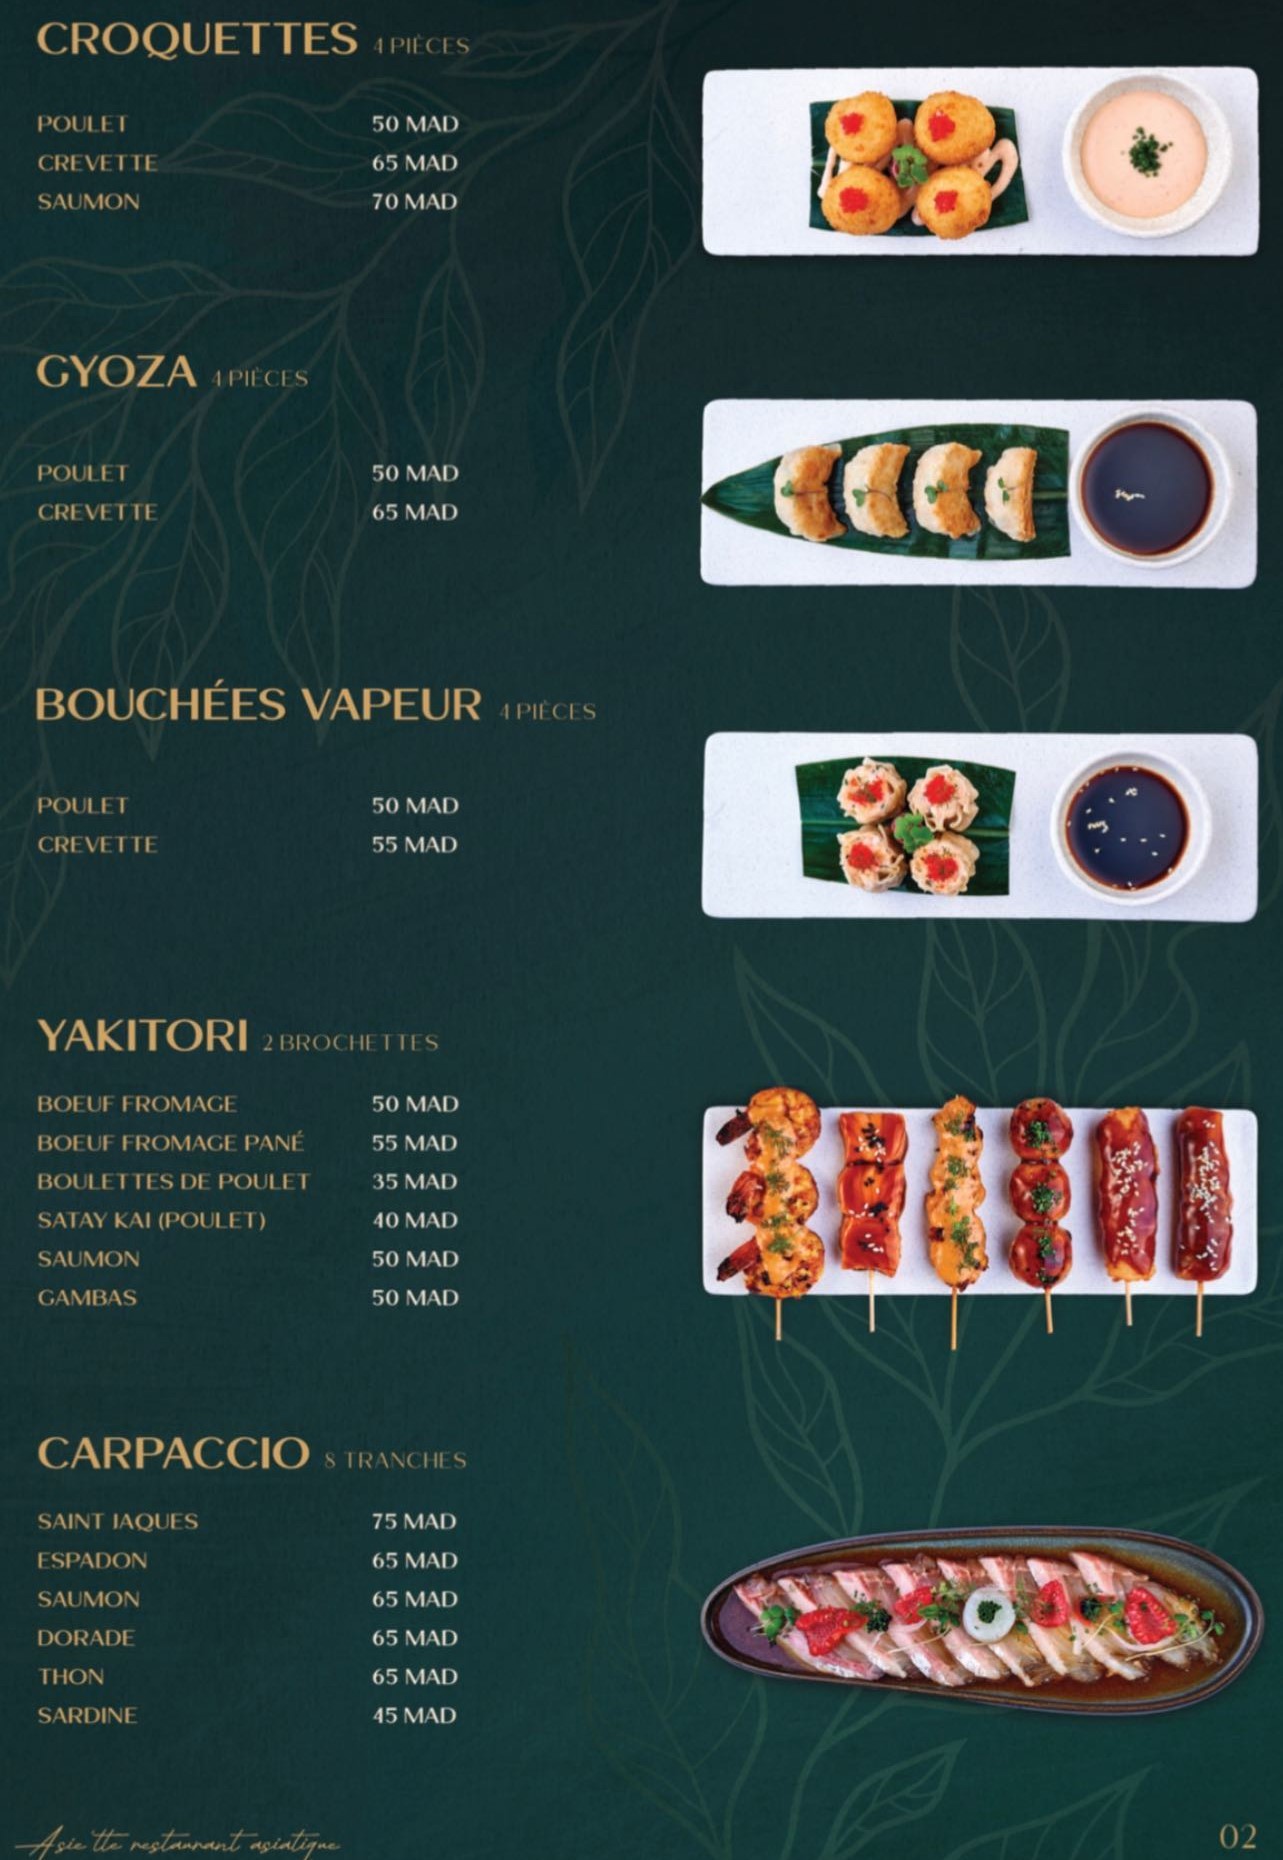 CROQUETTES 4 PIÈCES
POULET 50 MAD
CREVETTE 65 MAD
SAUMON 70 MAD
GYOZA 4 PIÈCES
POULET 50 MAD
CREVETTE 65 MAD
BOUCHÉES VAPEUR 4 PIÈCES
POULET 50 MAD
CREVETTE 55 MAD
YAKITORI 2 BROCHETTES
BOEUF FROMAGE 50 MAD
BOEUF FROMAGE PANÉ 55 MAD
BOULETTES DE POULET 35 MAD
SATAY KAI (POULET) 40 MAD
SAUMON 50 MAD
GAMBAS 50 MAD
CARPACCIO 8 TRANCHES
SAINT JAQUES 75 MAD
ESPADON 65 MAD
SAUMON 65 MAD
DORADE 65 MAD
THON 65 MAD
SARDINE 45 MAD
Asie'tte restaurant asiatique
02